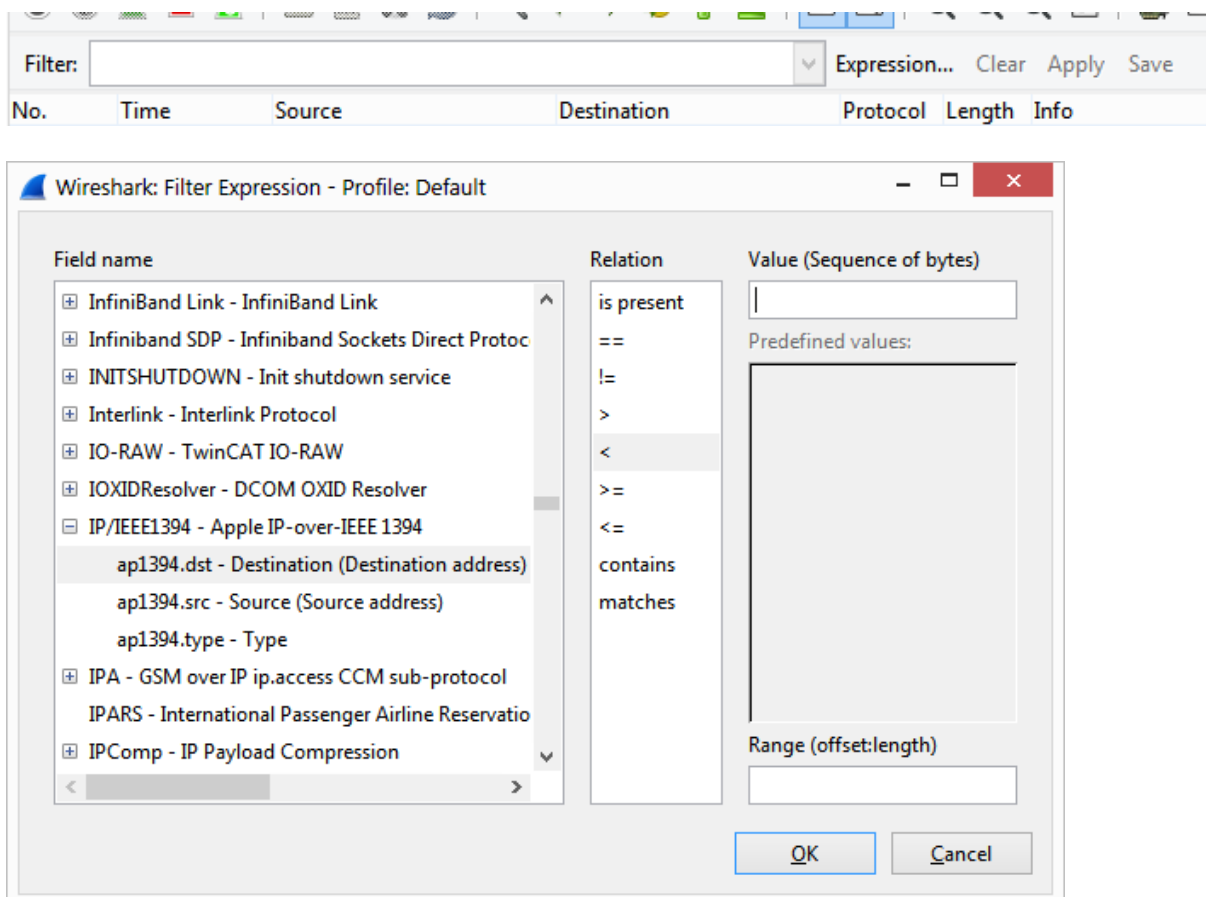 Filter: Expression... Clear Apply Save
No. Time Source Destination Protocol Length Info
Wireshark: Filter Expression - Profile: Default
Field name
InfiniBand Link - InfiniBand Link
Infiniband SDP - Infiniband Sockets Direct Protoc
INITSHUTDOWN - Init shutdown service
Interlink - Interlink Protocol
IO-RAW - TwinCAT IO-RAW
IOXIDResolver - DCOM OXID Resolver
IP/IEEE1394 - Apple IP-over-IEEE 1394
ap1394.dst - Destination (Destination address)
ap1394.src - Source (Source address)
ap1394.type - Type
IPA - GSM over IP ip.access CCM sub-protocol
IPARS - International Passenger Airline Reservatio
IPComp - IP Payload Compression
Relation
is present
==
!=
>
<
>=
<=
contains
matches
Value (Sequence of bytes)
Predefined values:
Range (offset:length)
OK Cancel